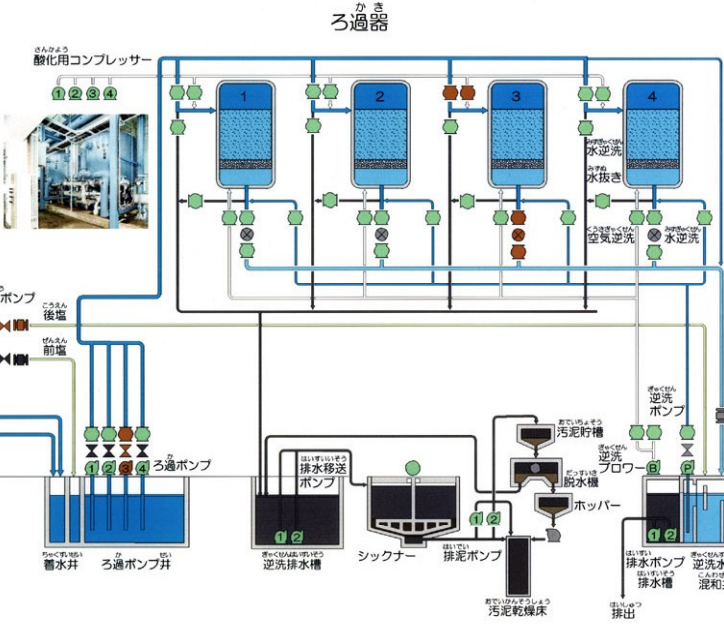 かき
ろ過器
さんかよう
酸化用コンプレッサー
1 2 3 4
1
2
3
4
みずぎゃくせん
水逆洗
みずぬ
水抜き
くうきぎゃくせん
空気逆洗
みずぎゃくせん
水逆洗
ポンプ
こうえん
後塩
ぜんえん
前塩
か
ろ過ポンプ
1 2 3 4
ちゃくすいせい
着水井
か せい
ろ過ポンプ井
はいすいいそう
排水移送
ポンプ
1 2
ぎゃくせんはいすいそう
逆洗排水槽
シックナー
おでいちょそう
汚泥貯槽
だっすいき
脱水機
ホッパー
1 2
はいでい
排泥ポンプ
おでいかんそうしょう
汚泥乾燥床
ぎゃくせん
逆洗
ポンプ
ぎゃくせん
逆洗
ブロワー
B P
1 2
はいすい
排水ポンプ
はいすいそう
排水槽
はいしゅつ
排出
逆洗水
混和